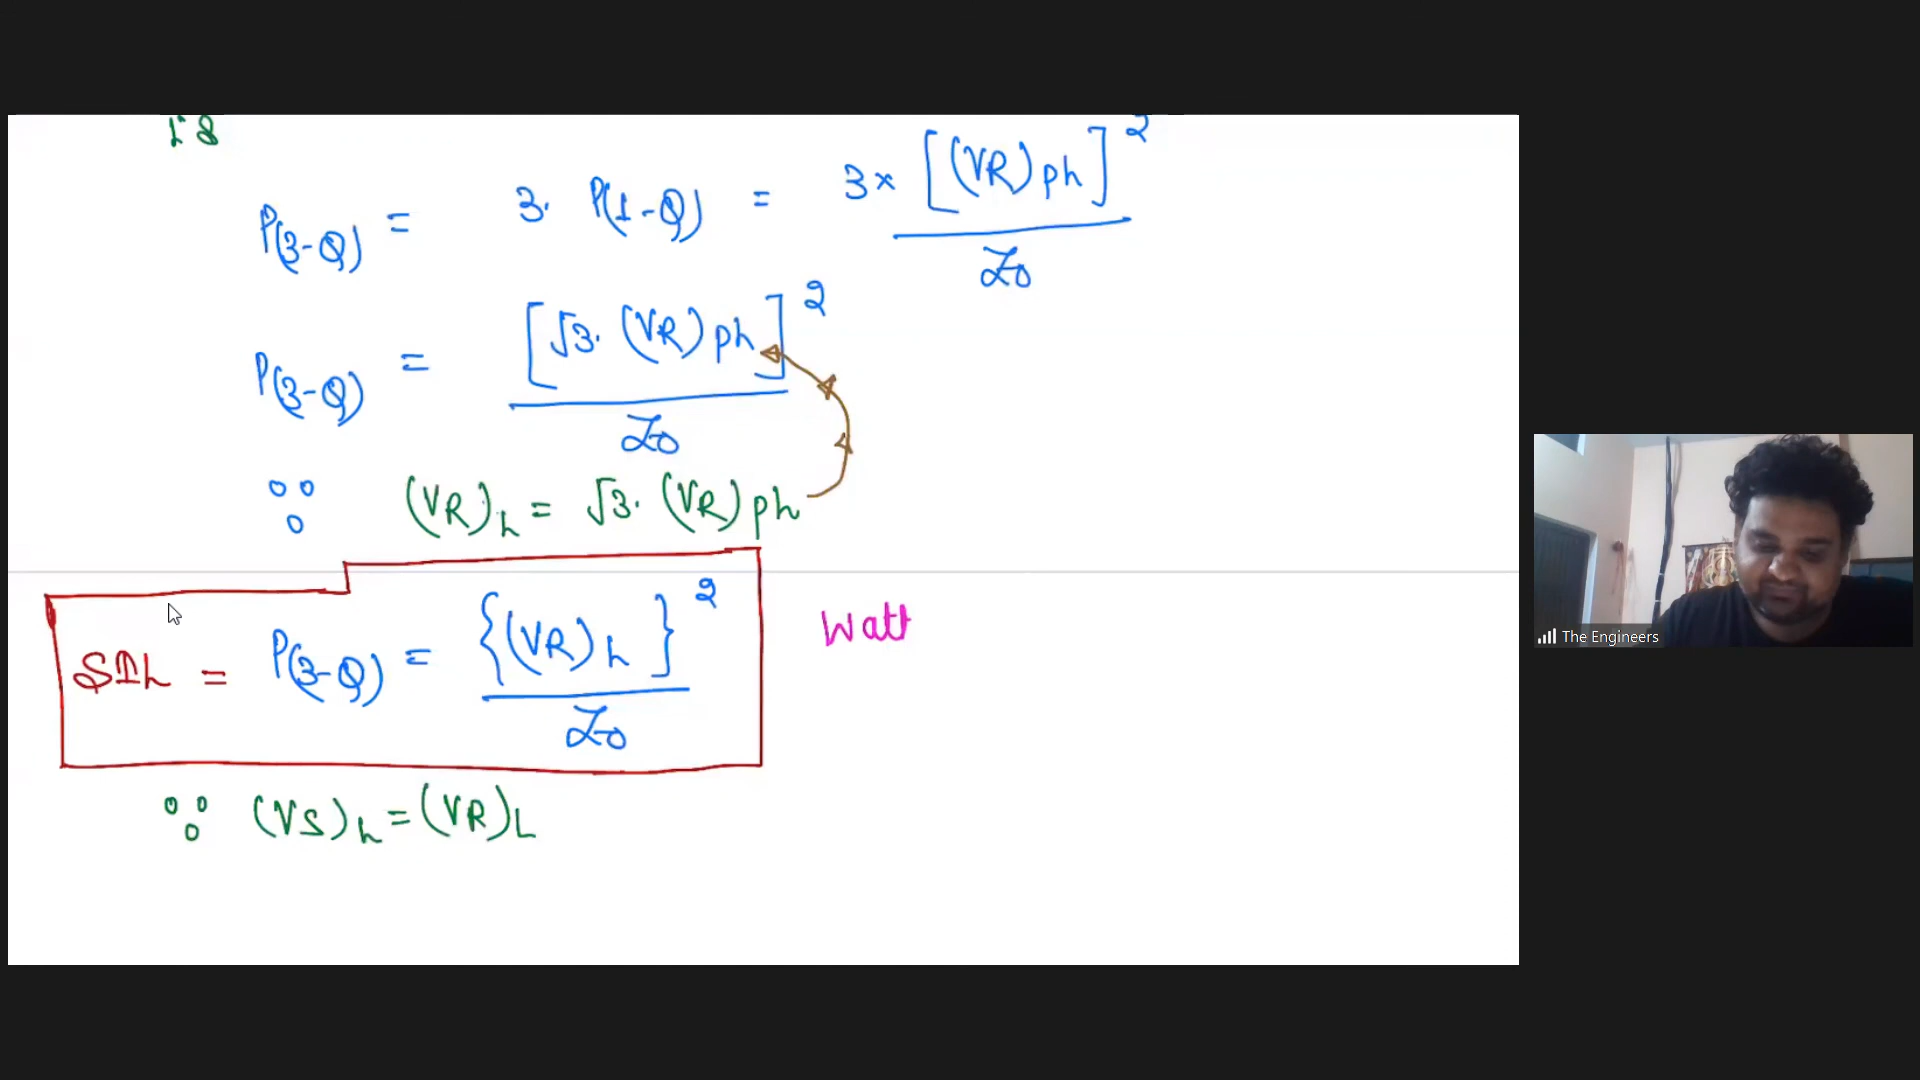 is
P(3-Q) = 3. P(1-Q) = 3 × [(VR)ph]² / Zo
P(3-Q) = [√3. (VR)ph]² / Zo
∵ (VR)L = √3. (VR)ph
SIL = P(3-Q) = {(VR)L}² / Zo Watt
∵ (VS)L = (VR)L
The Engineers